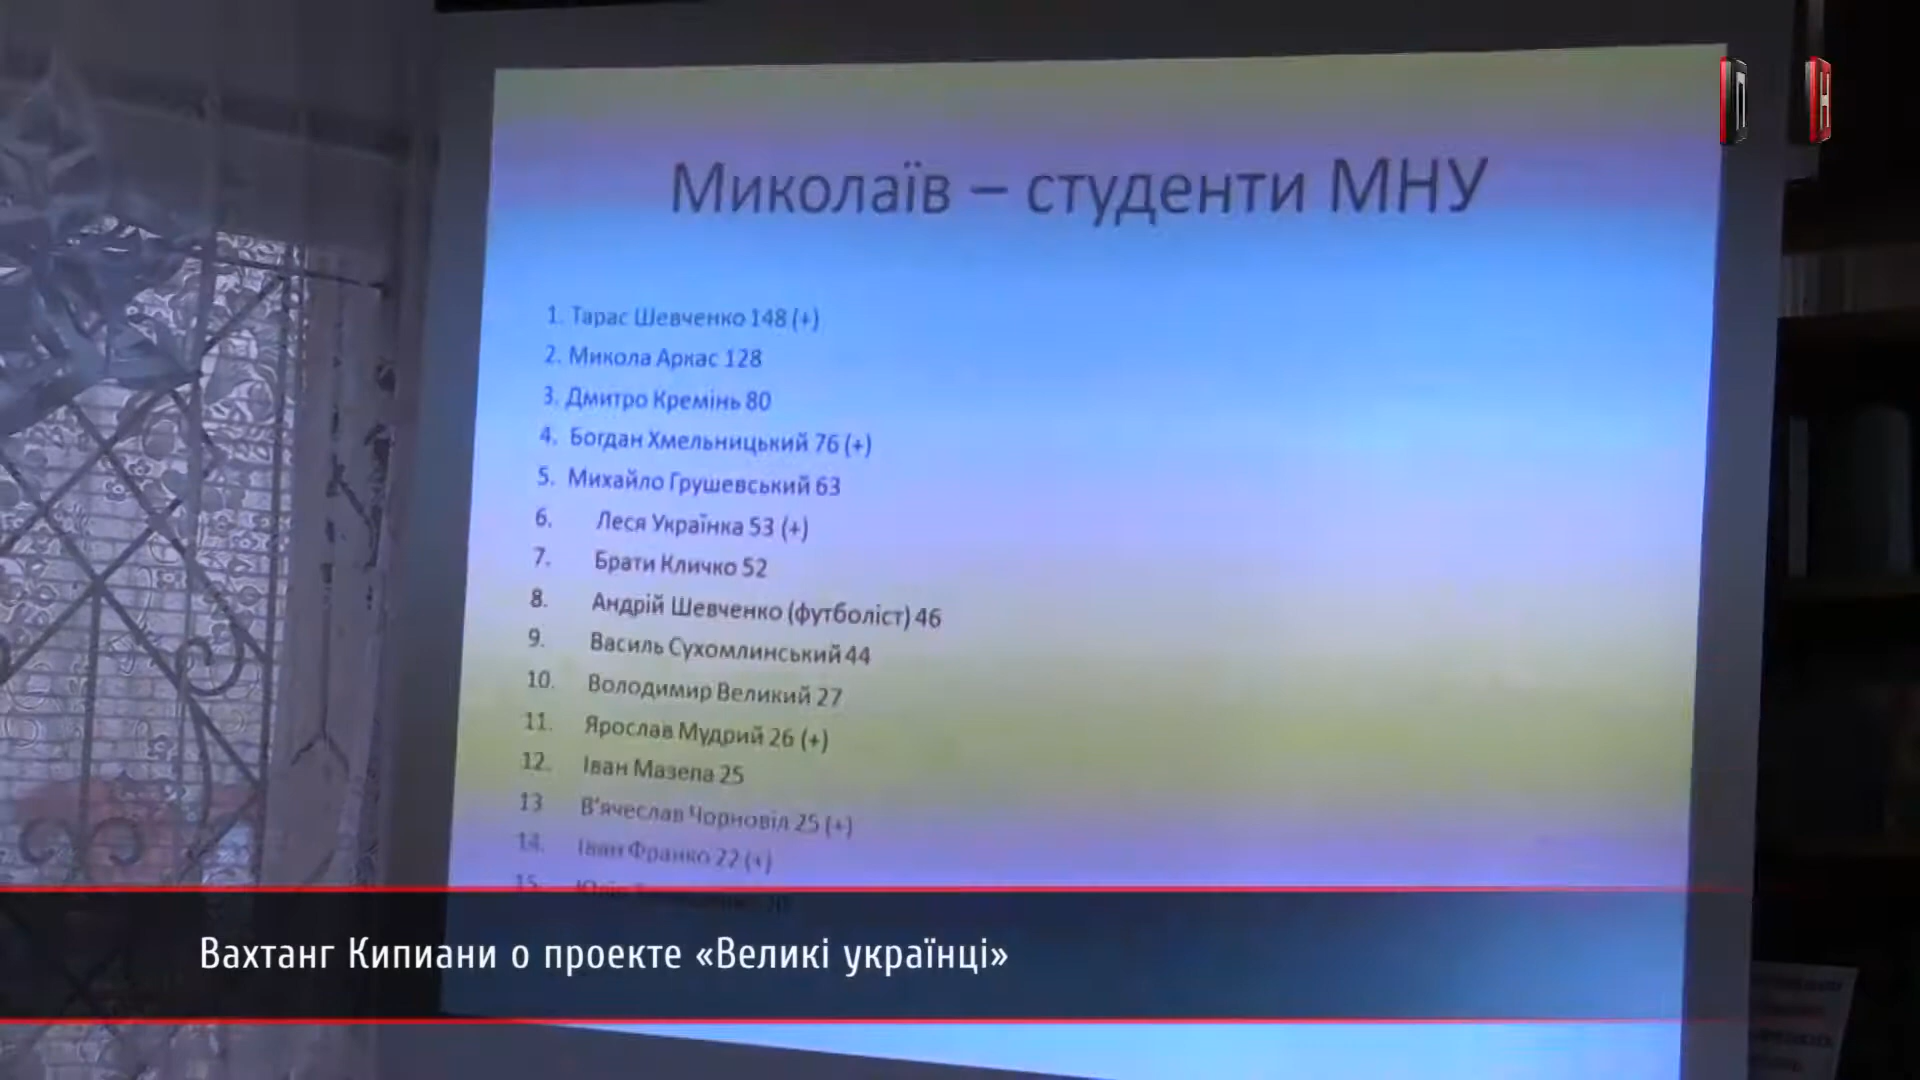 П Н
Миколаїв – студенти МНУ
1. Тарас Шевченко 148 (+)
2. Микола Аркас 128
3. Дмитро Кремінь 80
4. Богдан Хмельницький 76 (+)
5. Михайло Грушевський 63
6. Леся Українка 53 (+)
7. Брати Кличко 52
8. Андрій Шевченко (футболіст) 46
9. Василь Сухомлинський 44
10. Володимир Великий 27
11. Ярослав Мудрий 26 (+)
12. Іван Мазепа 25
13 В'ячеслав Чорновіл 25 (+)
14. Іван Франко 22 (+)
15.
Вахтанг Кипиани о проекте «Великі українці»